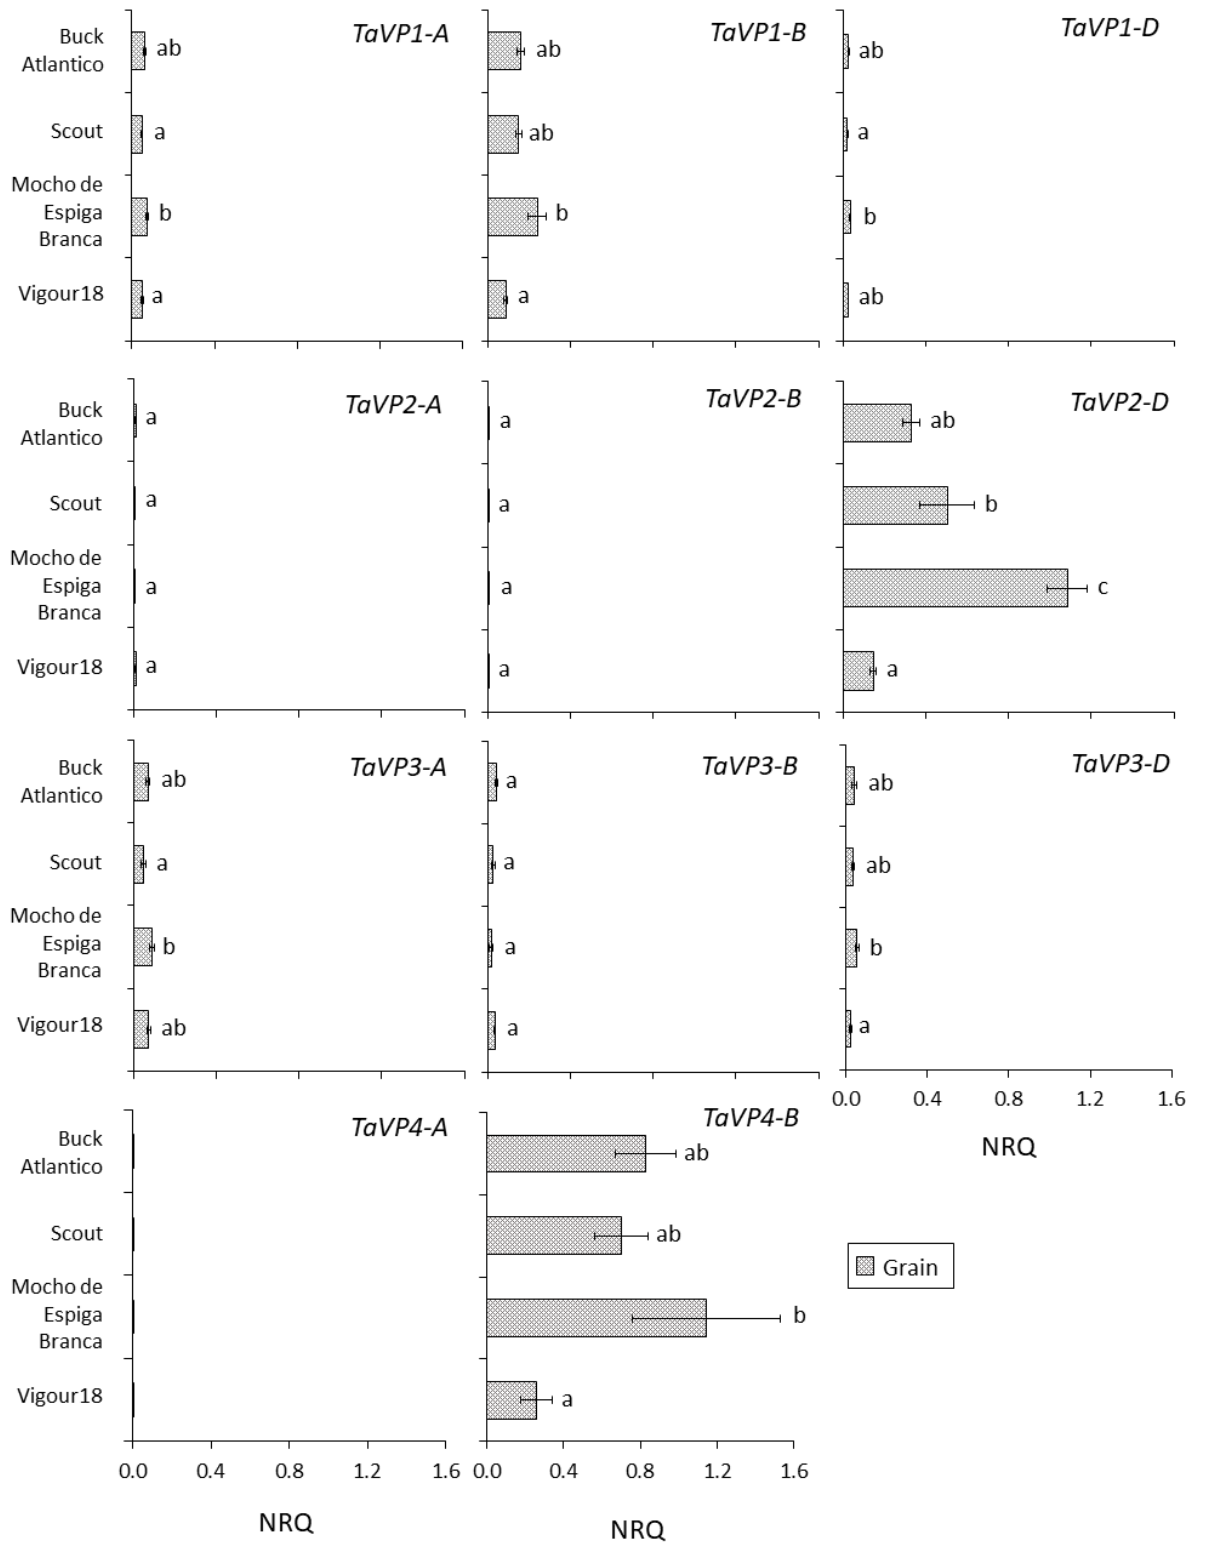 TaVP1-A
TaVP1-B
TaVP1-D
Buck
Atlantico
ab
ab
ab
Scout
a
ab
a
Mocho de
Espiga
Branca
b
b
b
Vigour18
a
a
ab
TaVP2-A
TaVP2-B
TaVP2-D
Buck
Atlantico
a
a
ab
Scout
a
a
b
Mocho de
Espiga
Branca
a
a
c
Vigour18
a
a
a
TaVP3-A
TaVP3-B
TaVP3-D
Buck
Atlantico
ab
a
ab
Scout
a
a
ab
Mocho de
Espiga
Branca
b
a
b
Vigour18
ab
a
a
0.0 0.4 0.8 1.2 1.6
NRQ
TaVP4-A
TaVP4-B
Buck
Atlantico
ab
Scout
ab
Mocho de
Espiga
Branca
b
Vigour18
a
0.0 0.4 0.8 1.2 1.6
0.0 0.4 0.8 1.2 1.6
NRQ
NRQ
Grain